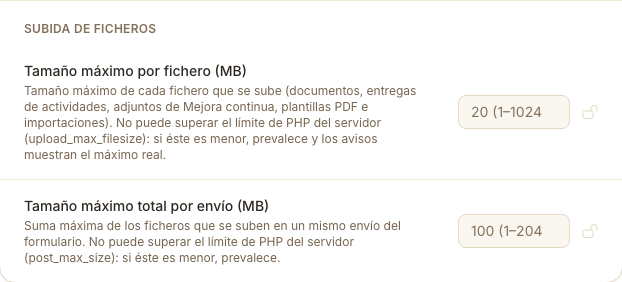 SUBIDA DE FICHEROS
Tamaño máximo por fichero (MB)
Tamaño máximo de cada fichero que se sube (documentos, entregas
de actividades, adjuntos de Mejora continua, plantillas PDF e
importaciones). No puede superar el límite de PHP del servidor
(upload_max_filesize): si éste es menor, prevalece y los avisos
muestran el máximo real.
20 (1–1024
Tamaño máximo total por envío (MB)
Suma máxima de los ficheros que se suben en un mismo envío del
formulario. No puede superar el límite de PHP del servidor
(post_max_size): si éste es menor, prevalece.
100 (1–204